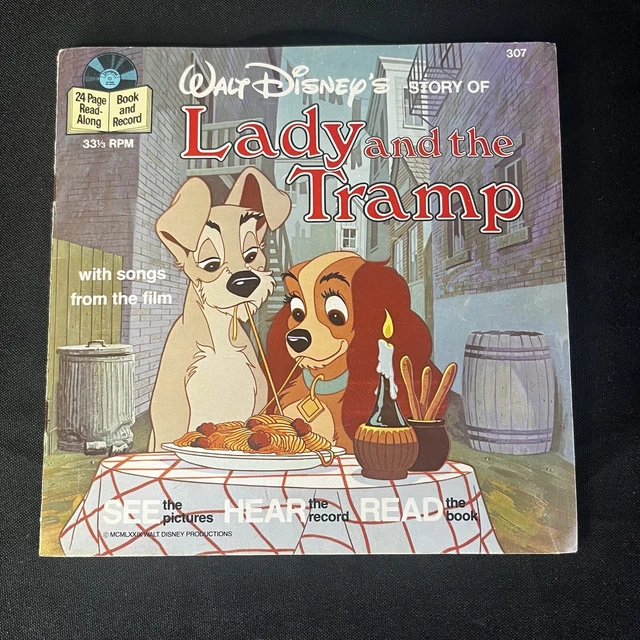 307
WALT DISNEY'S STORY OF
Lady and the
Tramp
24 Page
Read-
Along
Book
and
Record
33⅓ RPM
with songs
from the film
SEE the pictures HEAR the record READ the book
© MCMLXXIX WALT DISNEY PRODUCTIONS